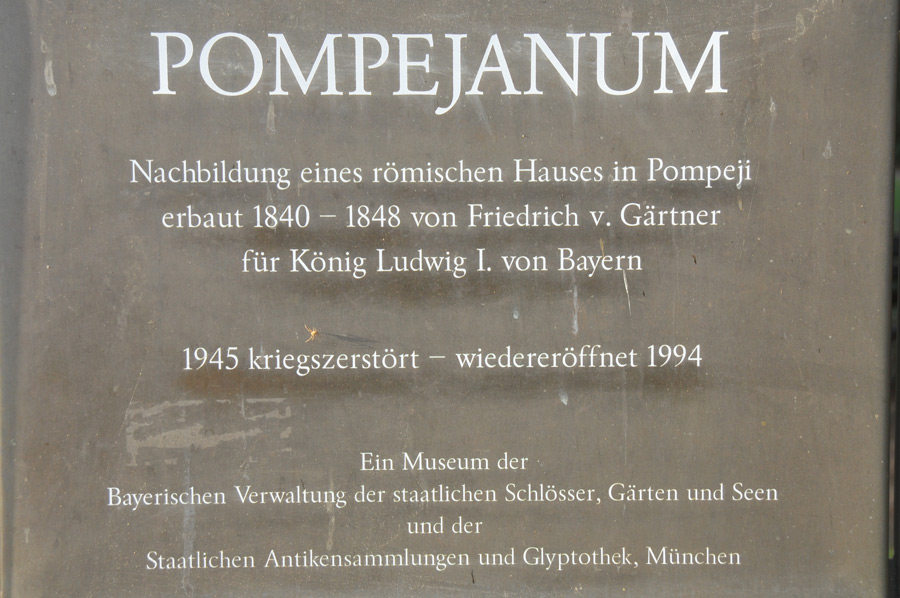 POMPEJANUM
Nachbildung eines römischen Hauses in Pompeji
erbaut 1840 – 1848 von Friedrich v. Gärtner
für König Ludwig I. von Bayern
1945 kriegszerstört – wiedereröffnet 1994
Ein Museum der
Bayerischen Verwaltung der staatlichen Schlösser, Gärten und Seen
und der
Staatlichen Antikensammlungen und Glyptothek, München